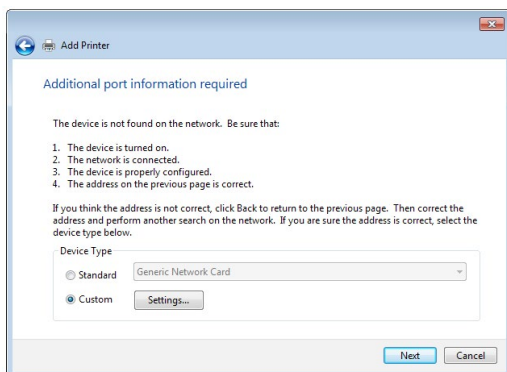 Add Printer
Additional port information required
The device is not found on the network. Be sure that:
1. The device is turned on.
2. The network is connected.
3. The device is properly configured.
4. The address on the previous page is correct.
If you think the address is not correct, click Back to return to the previous page. Then correct the
address and perform another search on the network. If you are sure the address is correct, select the
device type below.
Device Type
Standard Generic Network Card
Custom Settings...
Next Cancel